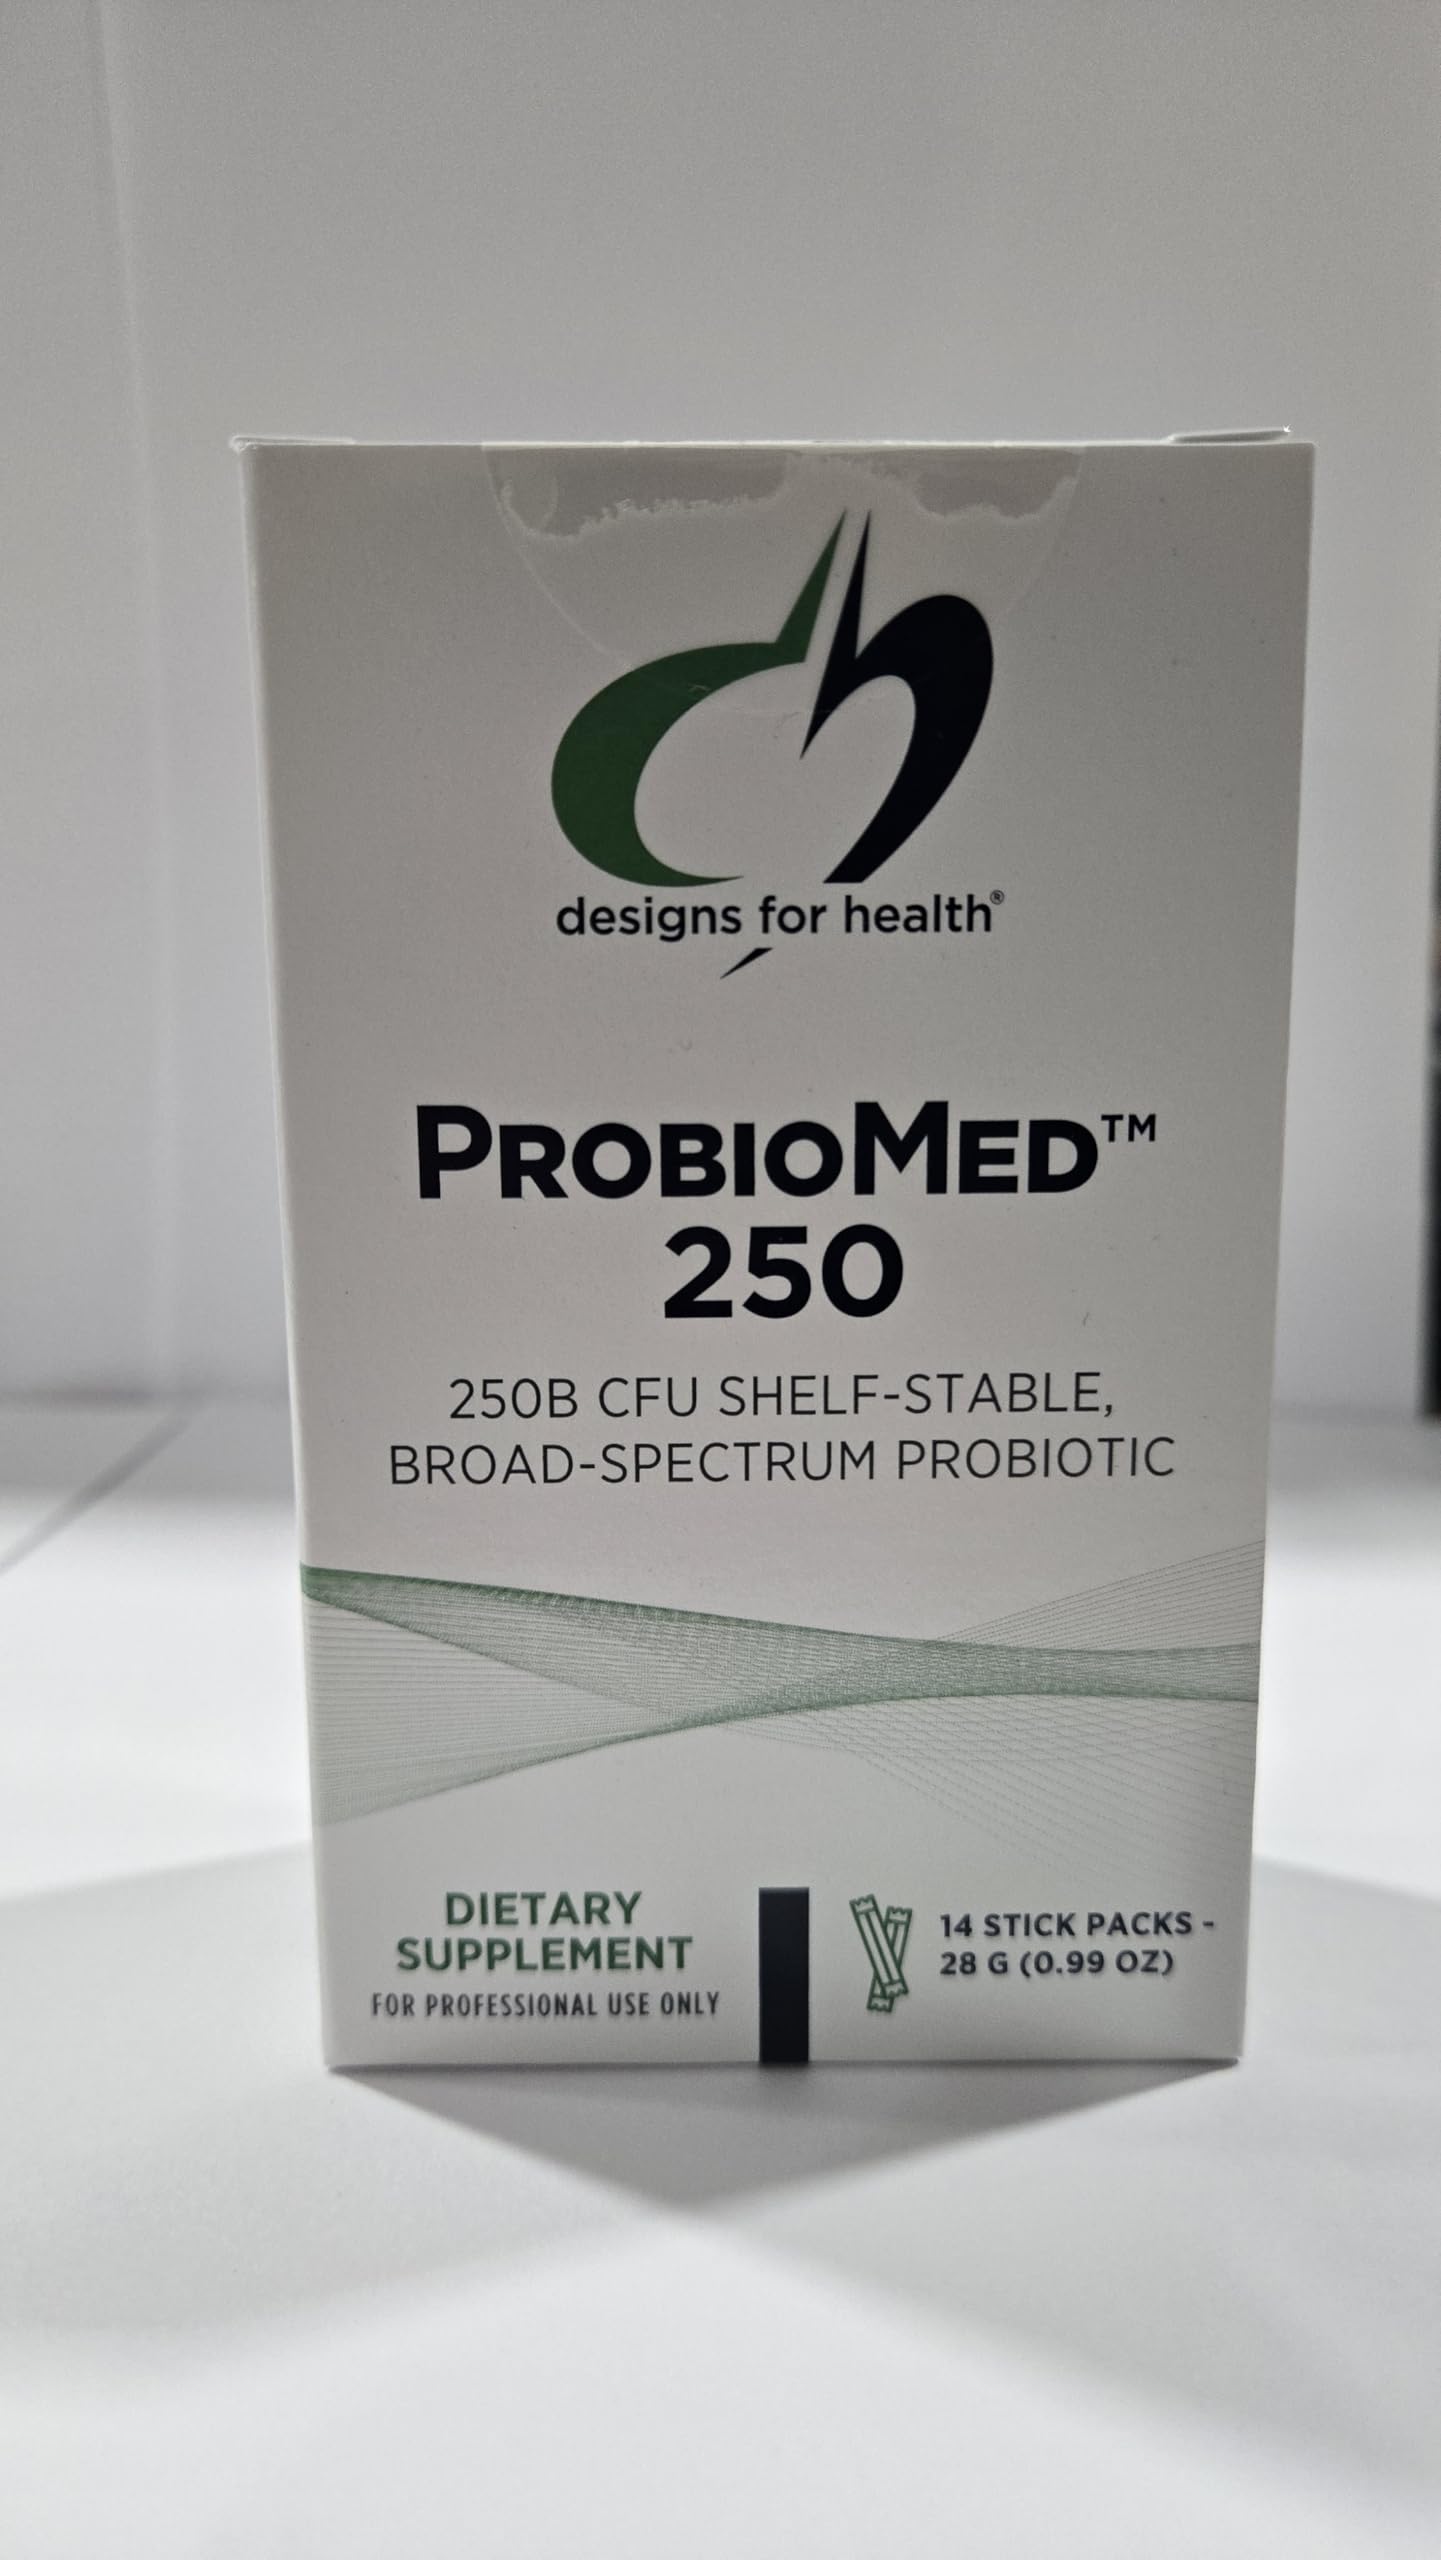 designs for health®
PROBIOMED™
250
250B CFU SHELF-STABLE,
BROAD-SPECTRUM PROBIOTIC
DIETARY
SUPPLEMENT
FOR PROFESSIONAL USE ONLY
14 STICK PACKS -
28 G (0.99 OZ)